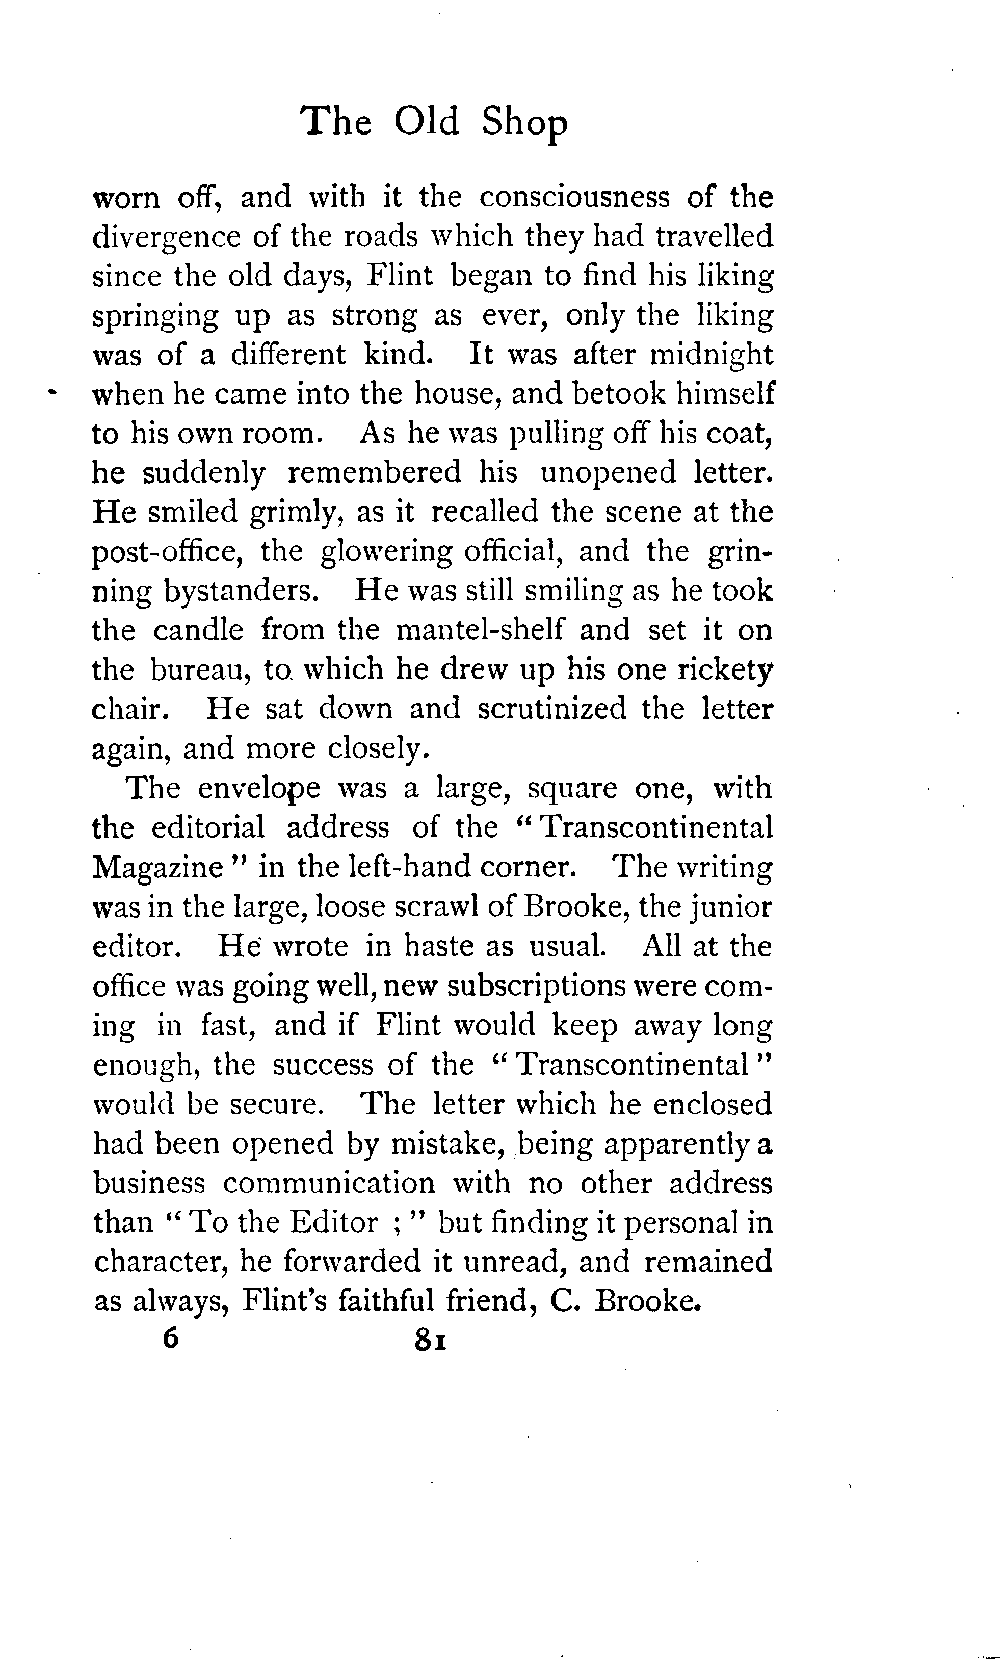 The Old Shop
worn off, and with it the consciousness of the
divergence of the roads which they had travelled
since the old days, Flint began to find his liking
springing up as strong as ever, only the liking
was of a different kind. It was after midnight
when he came into the house, and betook himself
to his own room. As he was pulling off his coat,
he suddenly remembered his unopened letter.
He smiled grimly, as it recalled the scene at the
post-office, the glowering official, and the grin-
ning bystanders. He was still smiling as he took
the candle from the mantel-shelf and set it on
the bureau, to which he drew up his one rickety
chair. He sat down and scrutinized the letter
again, and more closely.
The envelope was a large, square one, with
the editorial address of the “Transcontinental
Magazine” in the left-hand corner. The writing
was in the large, loose scrawl of Brooke, the junior
editor. He wrote in haste as usual. All at the
office was going well, new subscriptions were com-
ing in fast, and if Flint would keep away long
enough, the success of the “Transcontinental”
would be secure. The letter which he enclosed
had been opened by mistake, being apparently a
business communication with no other address
than “To the Editor ;” but finding it personal in
character, he forwarded it unread, and remained
as always, Flint's faithful friend, C. Brooke.
6 81